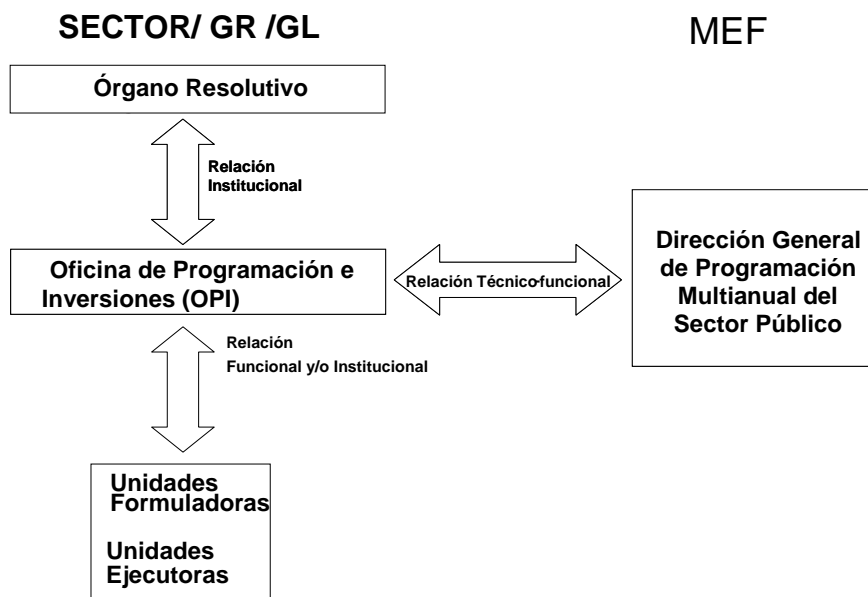 SECTOR/ GR /GL
MEF
Órgano Resolutivo
Relación
Institucional
Oficina de Programación e
Inversiones (OPI)
Relación Técnico-funcional
Dirección General
de Programación
Multianual del
Sector Público
Relación
Funcional y/o Institucional
Unidades
Formuladoras
Unidades
Ejecutoras